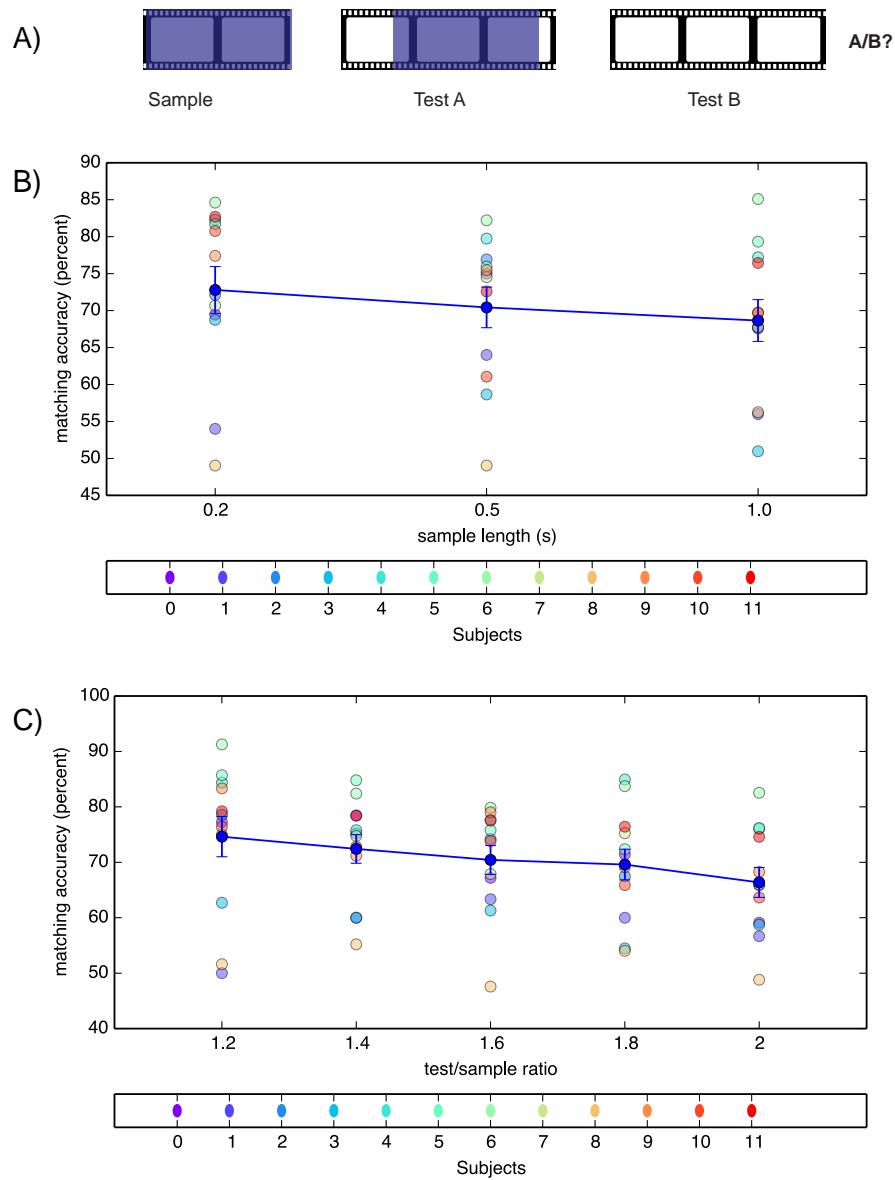 A)
A/B?
Sample Test A Test B
B)
90
85
80
75
70
65
60
55
50
45
matching accuracy (percent)
0.2 0.5 1.0
sample length (s)
0 1 2 3 4 5 6 7 8 9 10 11
Subjects
C)
100
90
80
70
60
50
40
matching accuracy (percent)
1.2 1.4 1.6 1.8 2
test/sample ratio
0 1 2 3 4 5 6 7 8 9 10 11
Subjects